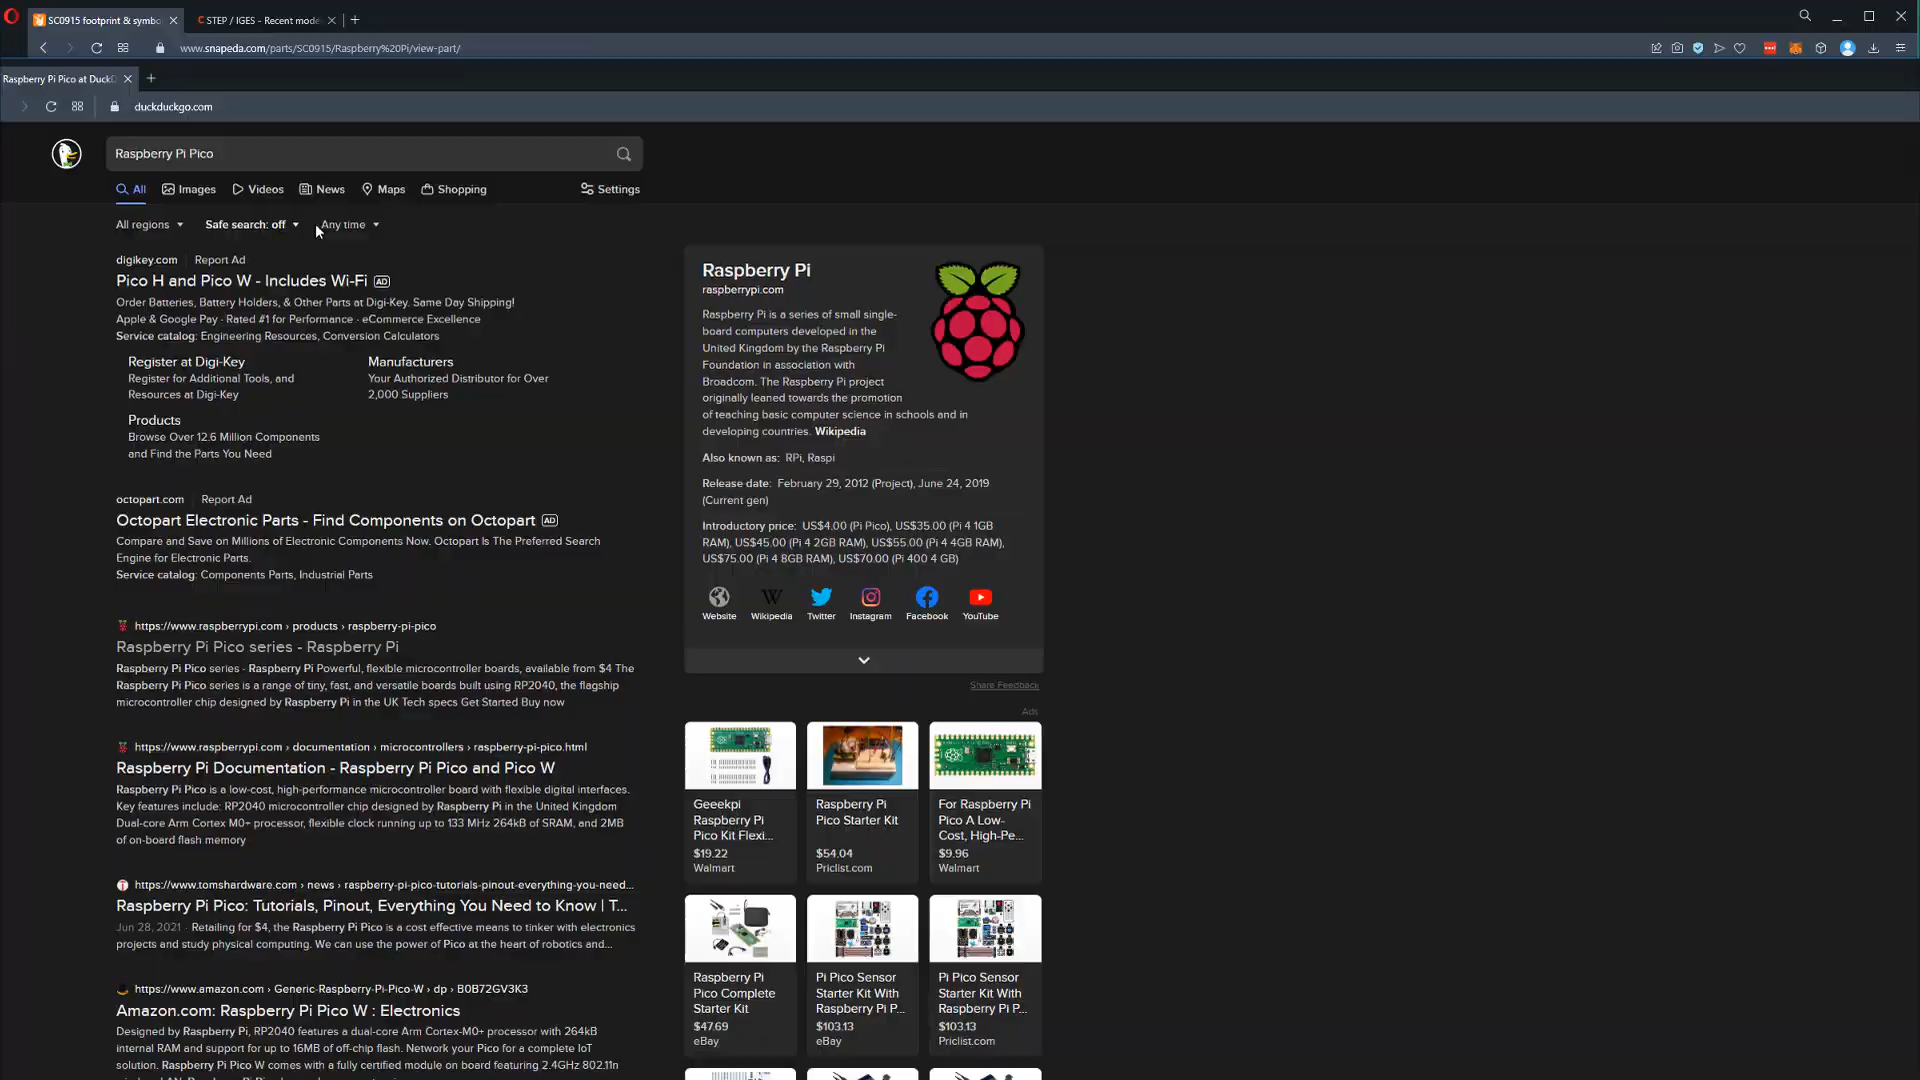 SC0915 footprint & symbo
STEP / IGES - Recent mode
www.snapeda.com/parts/SC0915/Raspberry%20Pi/view-part/
Raspberry Pi Pico at DuckD
duckduckgo.com
Raspberry Pi Pico
All Images Videos News Maps Shopping Settings
All regions Safe search: off Any time
digikey.com Report Ad
Pico H and Pico W - Includes Wi-Fi AD
Order Batteries, Battery Holders, & Other Parts at Digi-Key. Same Day Shipping!
Apple & Google Pay · Rated #1 for Performance · eCommerce Excellence
Service catalog: Engineering Resources, Conversion Calculators
Register at Digi-Key
Register for Additional Tools, and
Resources at Digi-Key
Manufacturers
Your Authorized Distributor for Over
2,000 Suppliers
Products
Browse Over 12.6 Million Components
and Find the Parts You Need
octopart.com Report Ad
Octopart Electronic Parts - Find Components on Octopart AD
Compare and Save on Millions of Electronic Components Now. Octopart Is The Preferred Search
Engine for Electronic Parts.
Service catalog: Components Parts, Industrial Parts
https://www.raspberrypi.com › products › raspberry-pi-pico
Raspberry Pi Pico series - Raspberry Pi
Raspberry Pi Pico series - Raspberry Pi Powerful, flexible microcontroller boards, available from $4 The
Raspberry Pi Pico series is a range of tiny, fast, and versatile boards built using RP2040, the flagship
microcontroller chip designed by Raspberry Pi in the UK Tech specs Get Started Buy now
https://www.raspberrypi.com › documentation › microcontrollers › raspberry-pi-pico.html
Raspberry Pi Documentation - Raspberry Pi Pico and Pico W
Raspberry Pi Pico is a low-cost, high-performance microcontroller board with flexible digital interfaces.
Key features include: RP2040 microcontroller chip designed by Raspberry Pi in the United Kingdom
Dual-core Arm Cortex M0+ processor, flexible clock running up to 133 MHz 264kB of SRAM, and 2MB
of on-board flash memory
https://www.tomshardware.com › news › raspberry-pi-pico-tutorials-pinout-everything-you-need...
Raspberry Pi Pico: Tutorials, Pinout, Everything You Need to Know | T...
Jun 28, 2021 · Retailing for $4, the Raspberry Pi Pico is a cost effective means to tinker with electronics
projects and study physical computing. We can use the power of Pico at the heart of robotics and...
https://www.amazon.com › Generic-Raspberry-Pi-Pico-W › dp › B0B72GV3K3
Amazon.com: Raspberry Pi Pico W : Electronics
Designed by Raspberry Pi, RP2040 features a dual-core Arm Cortex-M0+ processor with 264kB
internal RAM and support for up to 16MB of off-chip flash. Network your Pico for a complete IoT
solution. Raspberry Pi Pico W comes with a fully certified module on board featuring 2.4GHz 802.11n
Raspberry Pi
raspberrypi.com
Raspberry Pi is a series of small single-
board computers developed in the
United Kingdom by the Raspberry Pi
Foundation in association with
Broadcom. The Raspberry Pi project
originally leaned towards the promotion
of teaching basic computer science in schools and in
developing countries. Wikipedia
Also known as: RPi, Raspi
Release date: February 29, 2012 (Project), June 24, 2019
(Current gen)
Introductory price: US$4.00 (Pi Pico), US$35.00 (Pi 4 1GB
RAM), US$45.00 (Pi 4 2GB RAM), US$55.00 (Pi 4 4GB RAM),
US$75.00 (Pi 4 8GB RAM), US$70.00 (Pi 400 4 GB)
Website Wikipedia Twitter Instagram Facebook YouTube
Share Feedback
Ads
Geeekpi
Raspberry Pi
Pico Kit Flexi...
$19.22
Walmart
Raspberry Pi
Pico Starter Kit
$54.04
Priclist.com
For Raspberry Pi
Pico A Low-
Cost, High-Pe...
$9.96
Walmart
Raspberry Pi
Pico Complete
Starter Kit
$47.69
eBay
Pi Pico Sensor
Starter Kit With
Raspberry Pi P...
$103.13
eBay
Pi Pico Sensor
Starter Kit With
Raspberry Pi P...
$103.13
Priclist.com